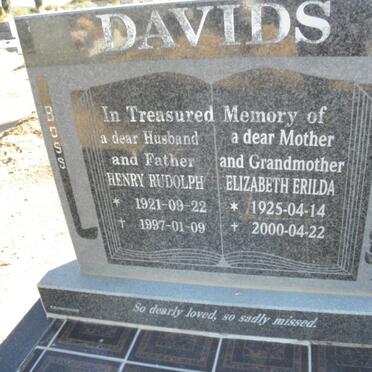 DAVIDS
BOSS
In Treasured Memory of
a dear Husband
and Father
HENRY RUDOLPH
* 1921-09-22
† 1997-01-09
a dear Mother
and Grandmother
ELIZABETH ERILDA
* 1925-04-14
† 2000-04-22
So dearly loved, so sadly missed.